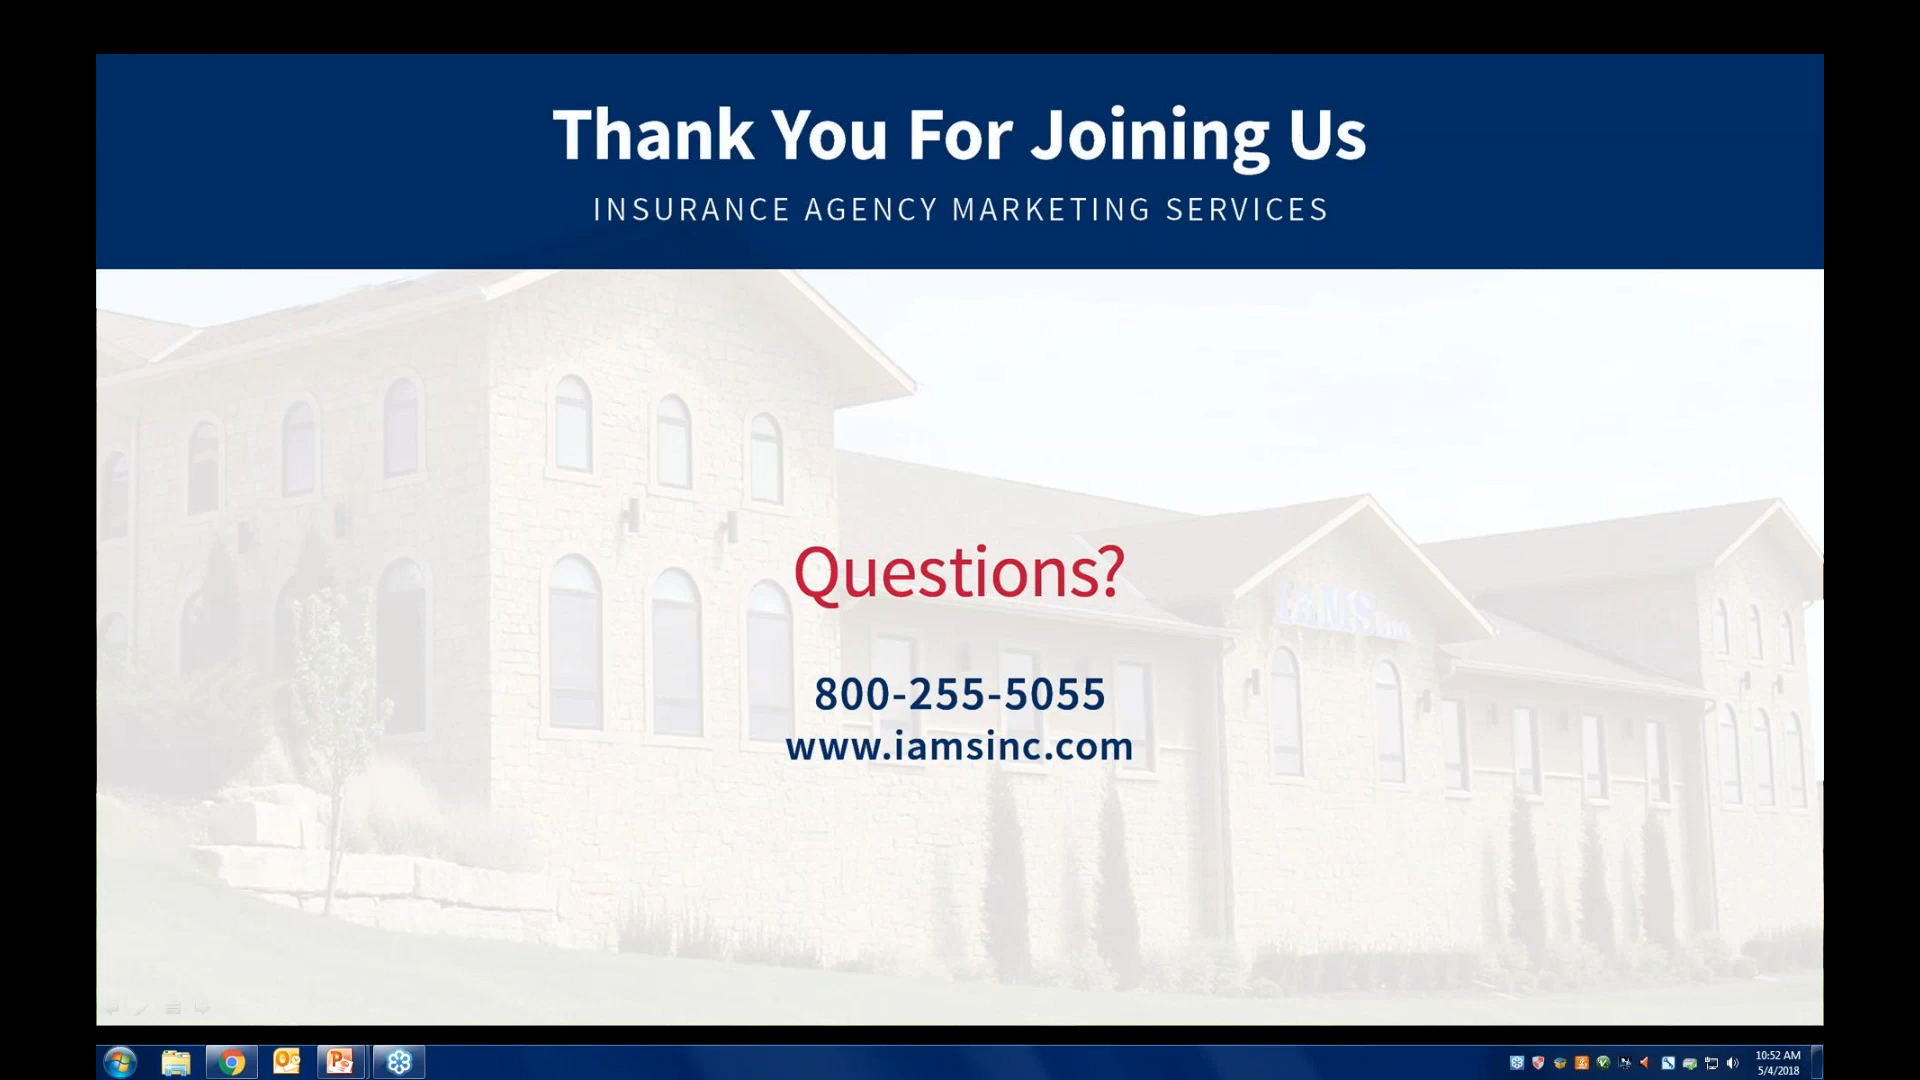 Thank You For Joining Us
INSURANCE AGENCY MARKETING SERVICES
Questions?
800-255-5055
www.iamsinc.com
IAMS
10:52 AM
5/4/2018